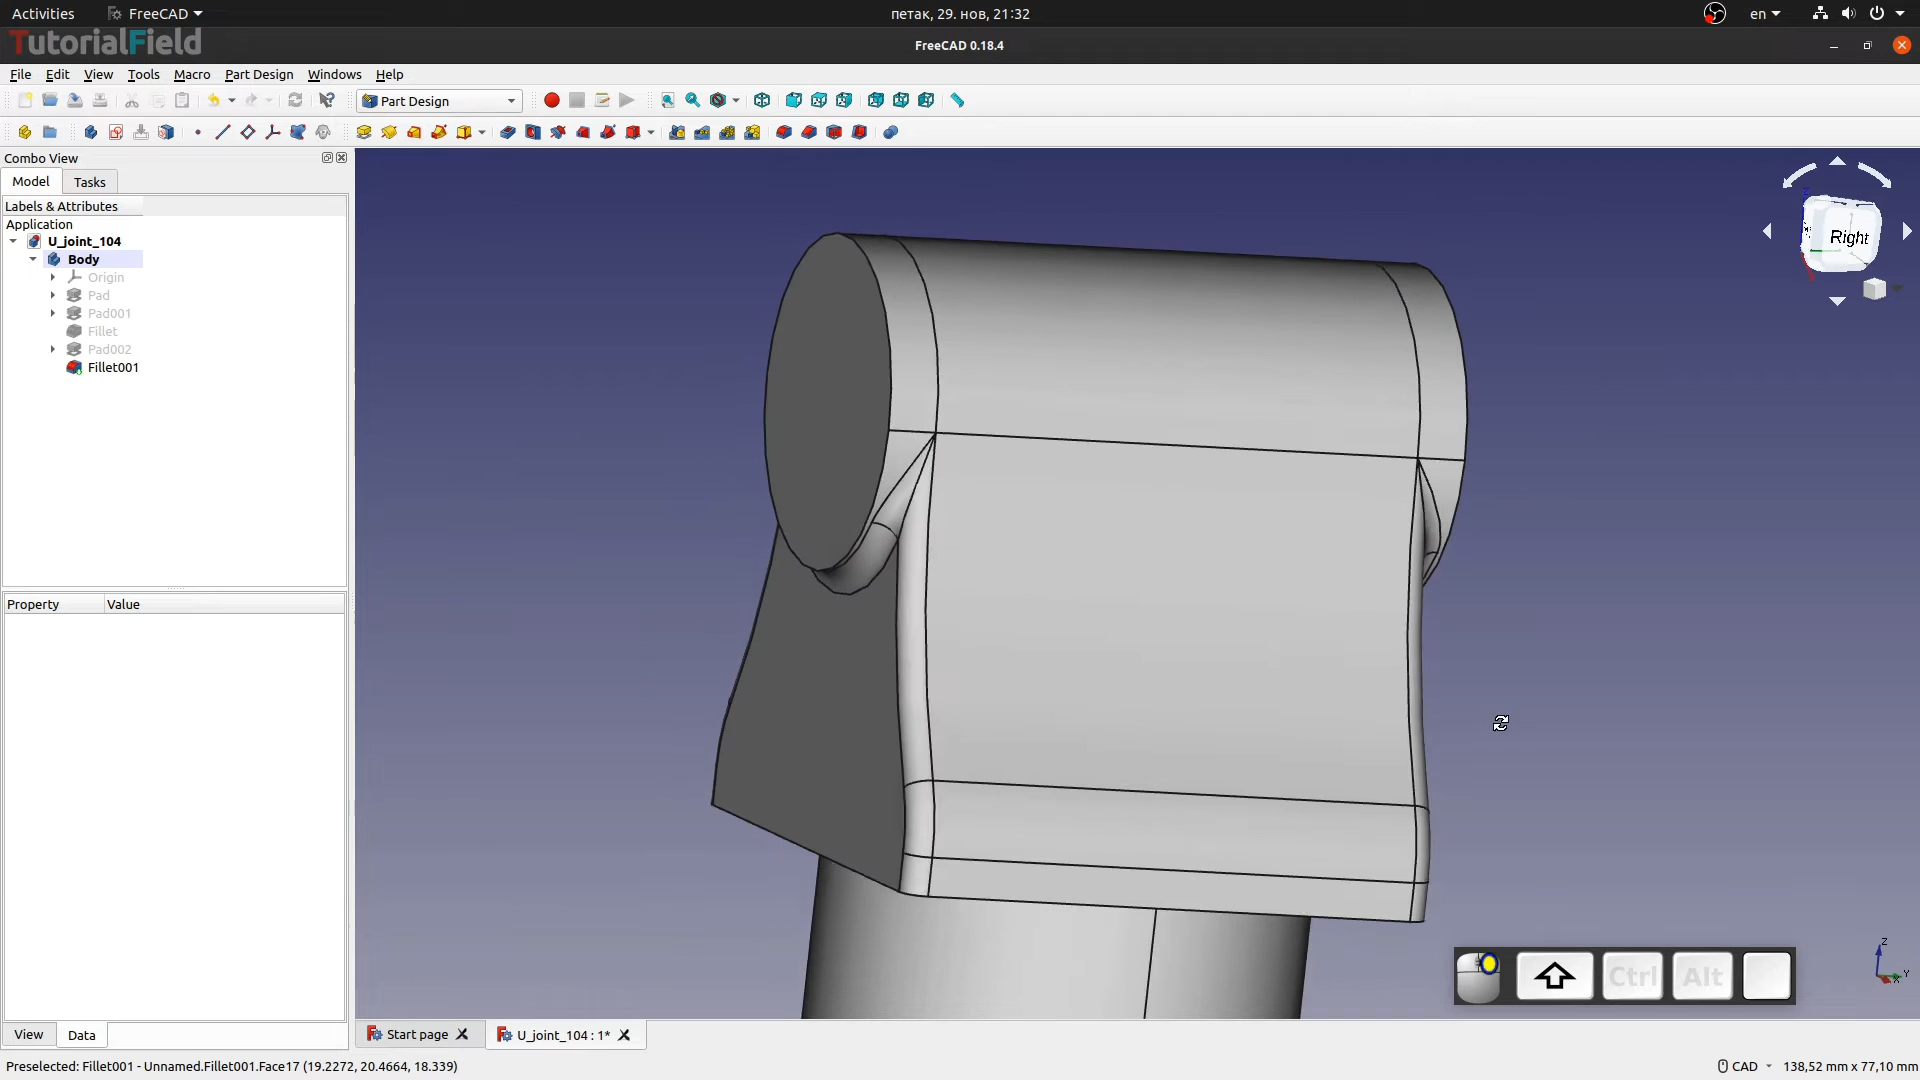 Activities FreeCAD петак, 29. нов, 21:32 en
TutorialField FreeCAD 0.18.4
File Edit View Tools Macro Part Design Windows Help
Part Design
Combo View
Model Tasks
Labels & Attributes
Application
U_joint_104
Body
Origin
Pad
Pad001
Fillet
Pad002
Fillet001
Right
Property Value
Ctrl Alt
Z
Y
X
View Data
Start page U_joint_104 : 1*
Preselected: Fillet001 - Unnamed.Fillet001.Face17 (19.2272, 20.4664, 18.339) CAD 138,52 mm x 77,10 mm